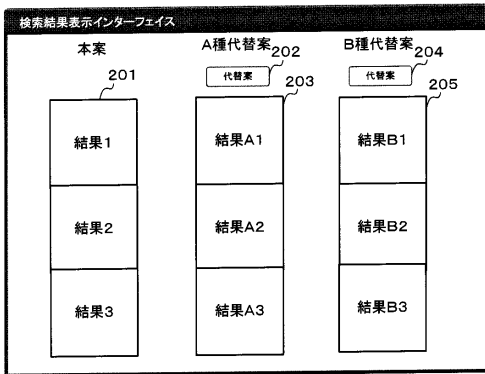 検索結果表示インターフェイス
本案
A種代替案
B種代替案
202
204
代替案
代替案
201
203
205
結果1
結果A1
結果B1
結果2
結果A2
結果B2
結果3
結果A3
結果B3